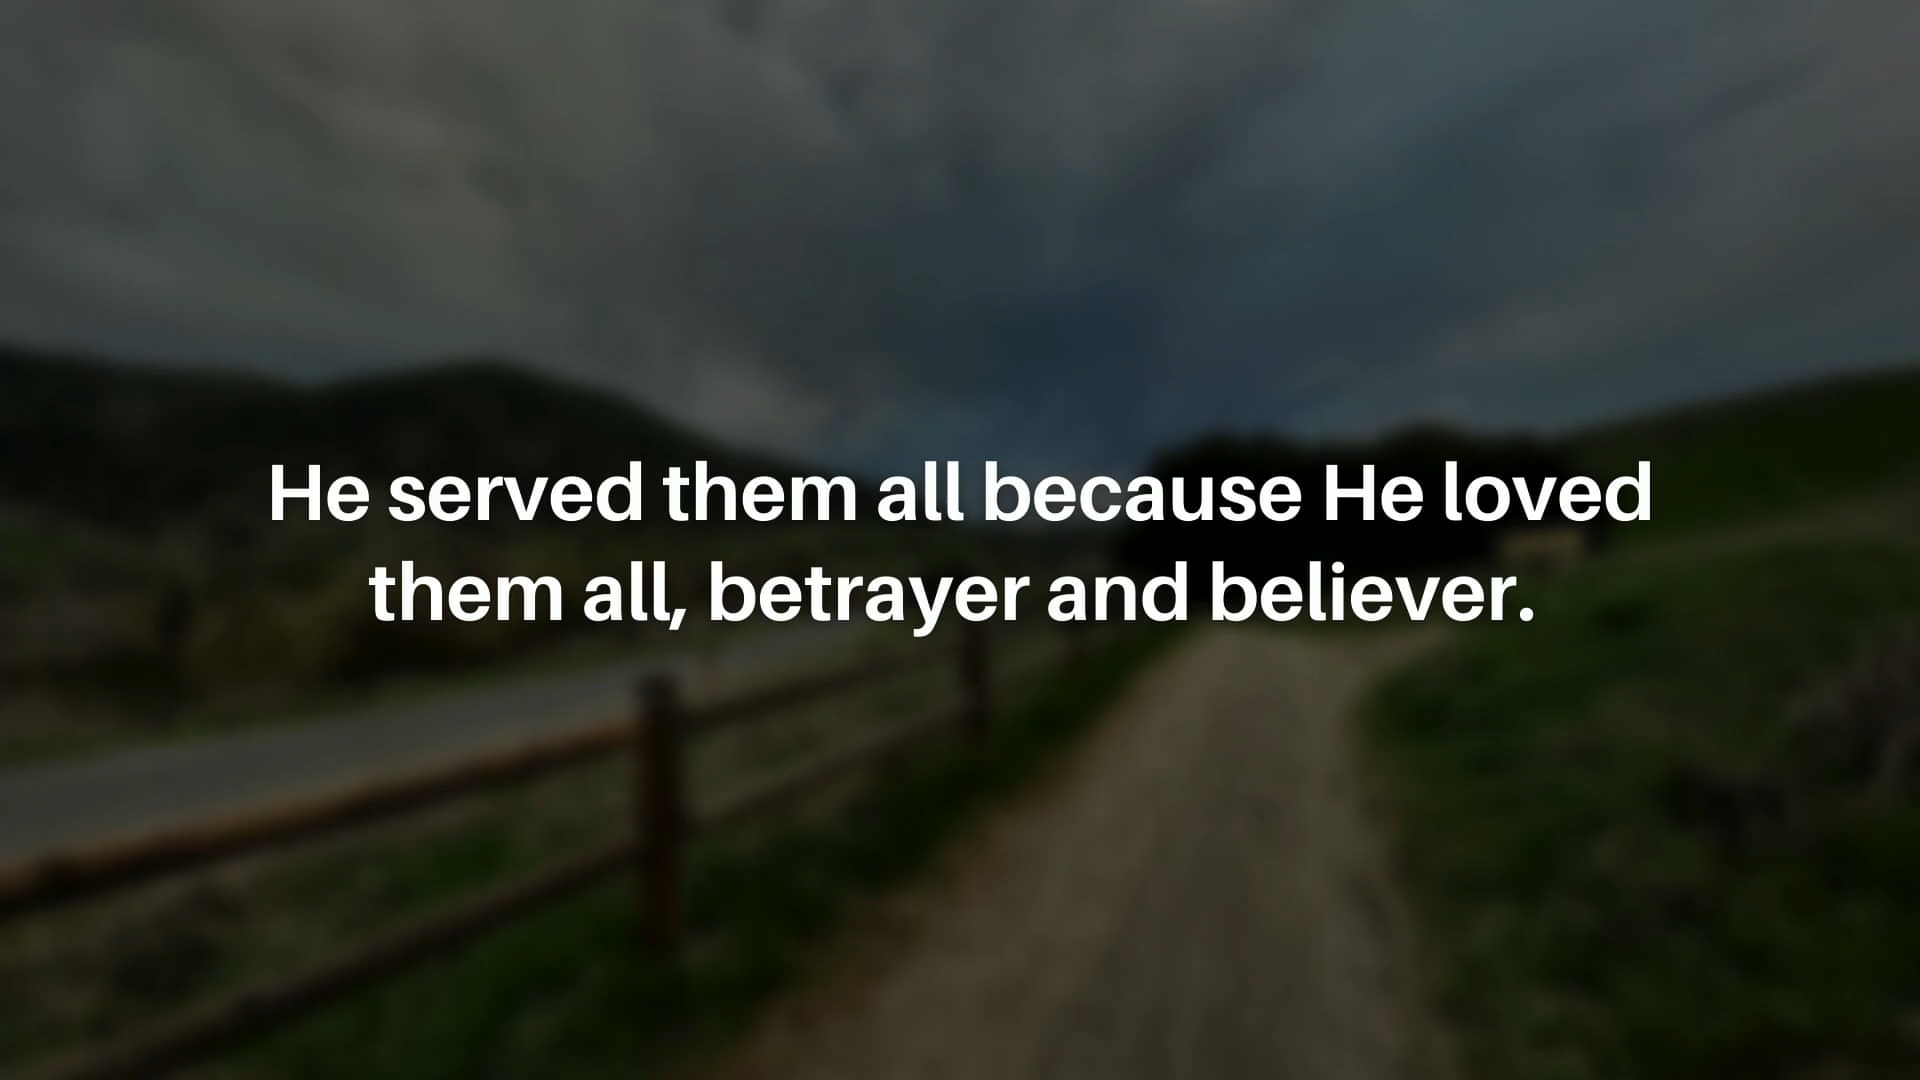 He served them all because He loved
them all, betrayer and believer.